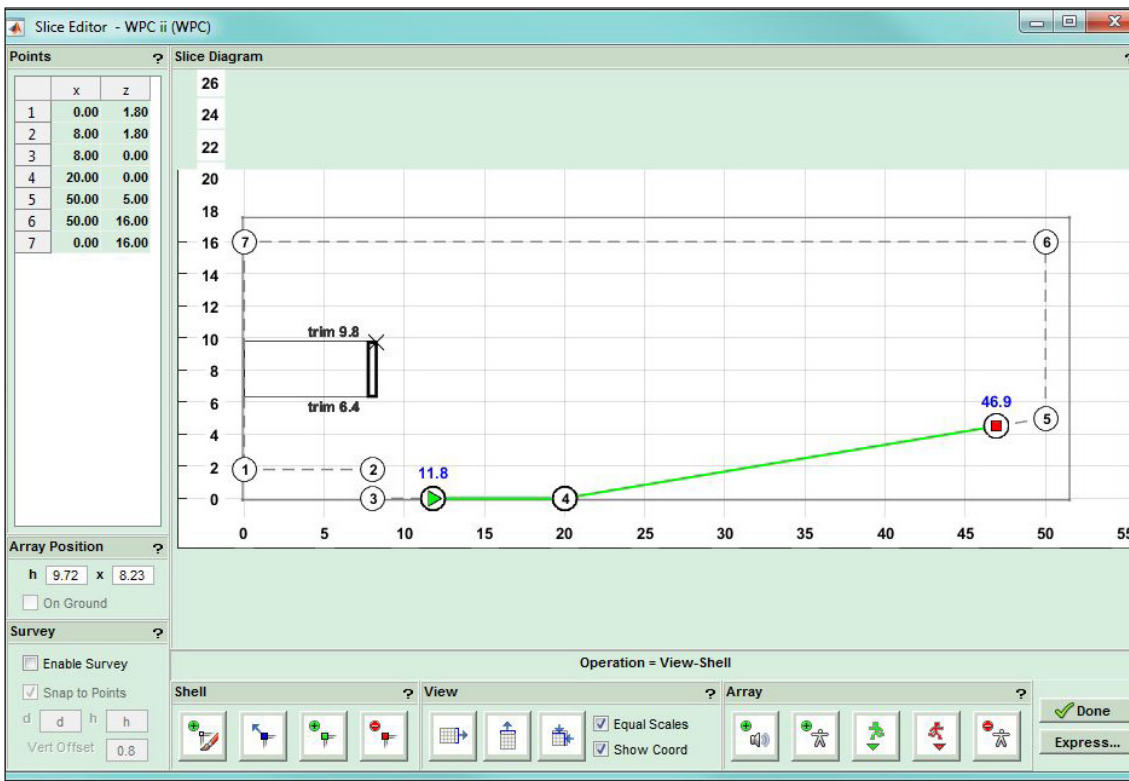 Slice Editor - WPC ii (WPC)
Points ?
x z
1 0.00 1.80
2 8.00 1.80
3 8.00 0.00
4 20.00 0.00
5 50.00 5.00
6 50.00 16.00
7 0.00 16.00
Array Position ?
h 9.72 x 8.23
On Ground
Survey ?
Enable Survey
Snap to Points
d d h h
Vert Offset 0.8
Slice Diagram ?
26
24
22
20
18
16 7 6
14
12
trim 9.8
10
8
trim 6.4
6
46.9
5
4
2 1 2
11.8
0 3 4
0 5 10 15 20 25 30 35 40 45 50 55
Operation = View-Shell
Shell ?
View ?
Equal Scales
Show Coord
Array ?
Done
Express...